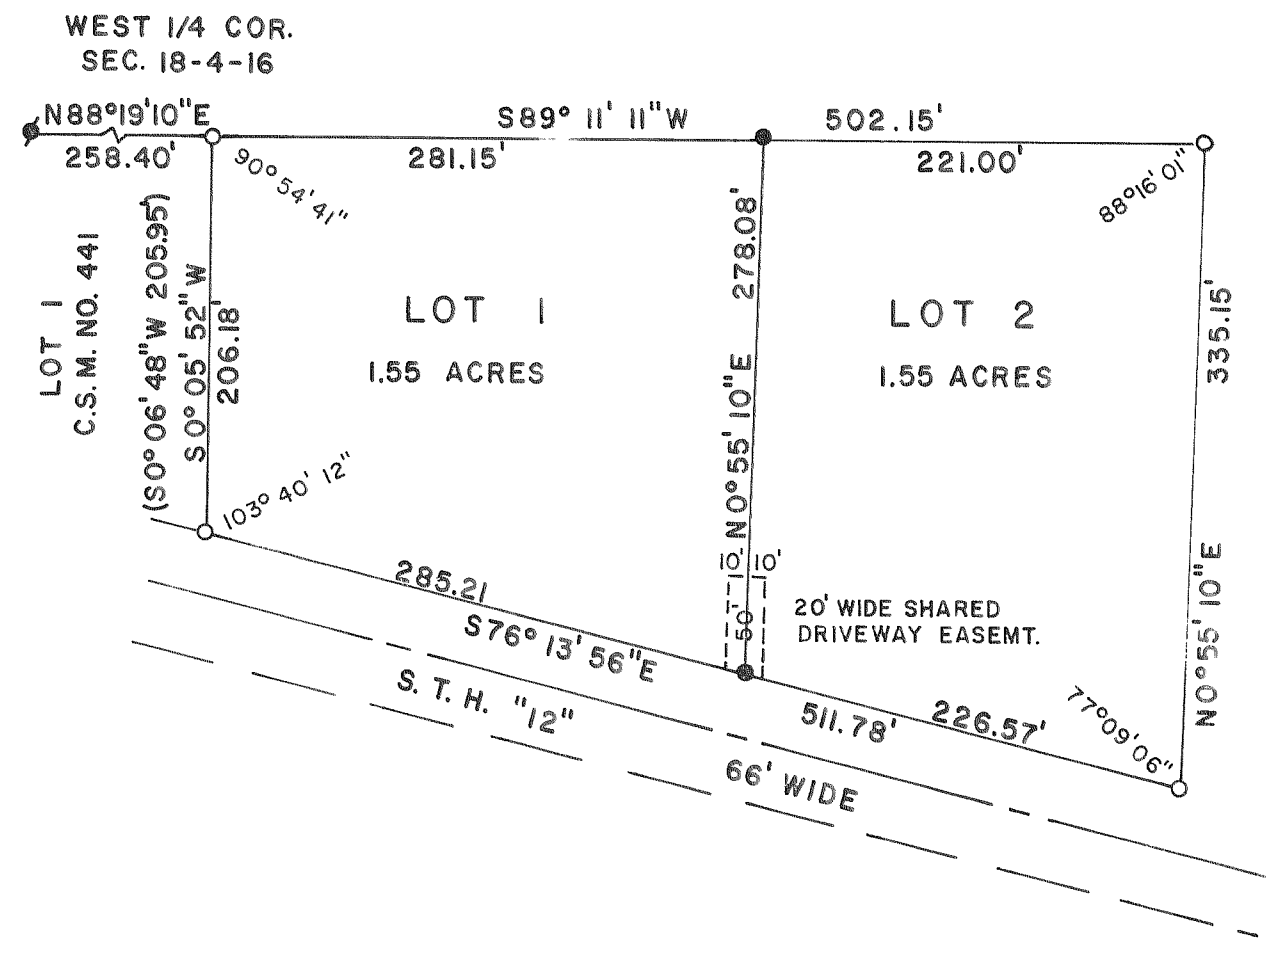 WEST 1/4 COR.
SEC. 18-4-16
N88°19'10"E
258.40'
S89° 11' 11"W
502.15'
281.15'
221.00'
90°54'41"
88°16'01"
LOT 1
C.S.M. NO. 441
(S0°06'48"W 205.95')
S0°05'52"W
206.18'
LOT 1
1.55 ACRES
278.08'
N0°55'10"E
LOT 2
1.55 ACRES
335.15'
N0°55'10"E
103° 40' 12"
10' 10'
50'
20' WIDE SHARED
DRIVEWAY EASEMT.
285.21
S76° 13' 56"E
511.78'
226.57'
77°09'06"
S. T. H. "12"
66' WIDE